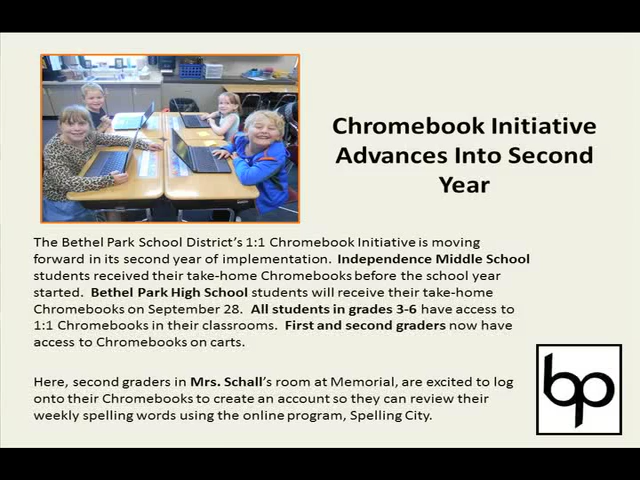 Chromebook Initiative
Advances Into Second
Year
The Bethel Park School District's 1:1 Chromebook Initiative is moving
forward in its second year of implementation. Independence Middle School
students received their take-home Chromebooks before the school year
started. Bethel Park High School students will receive their take-home
Chromebooks on September 28. All students in grades 3-6 have access to
1:1 Chromebooks in their classrooms. First and second graders now have
access to Chromebooks on carts.
Here, second graders in Mrs. Schall's room at Memorial, are excited to log
onto their Chromebooks to create an account so they can review their
weekly spelling words using the online program, Spelling City.
bp